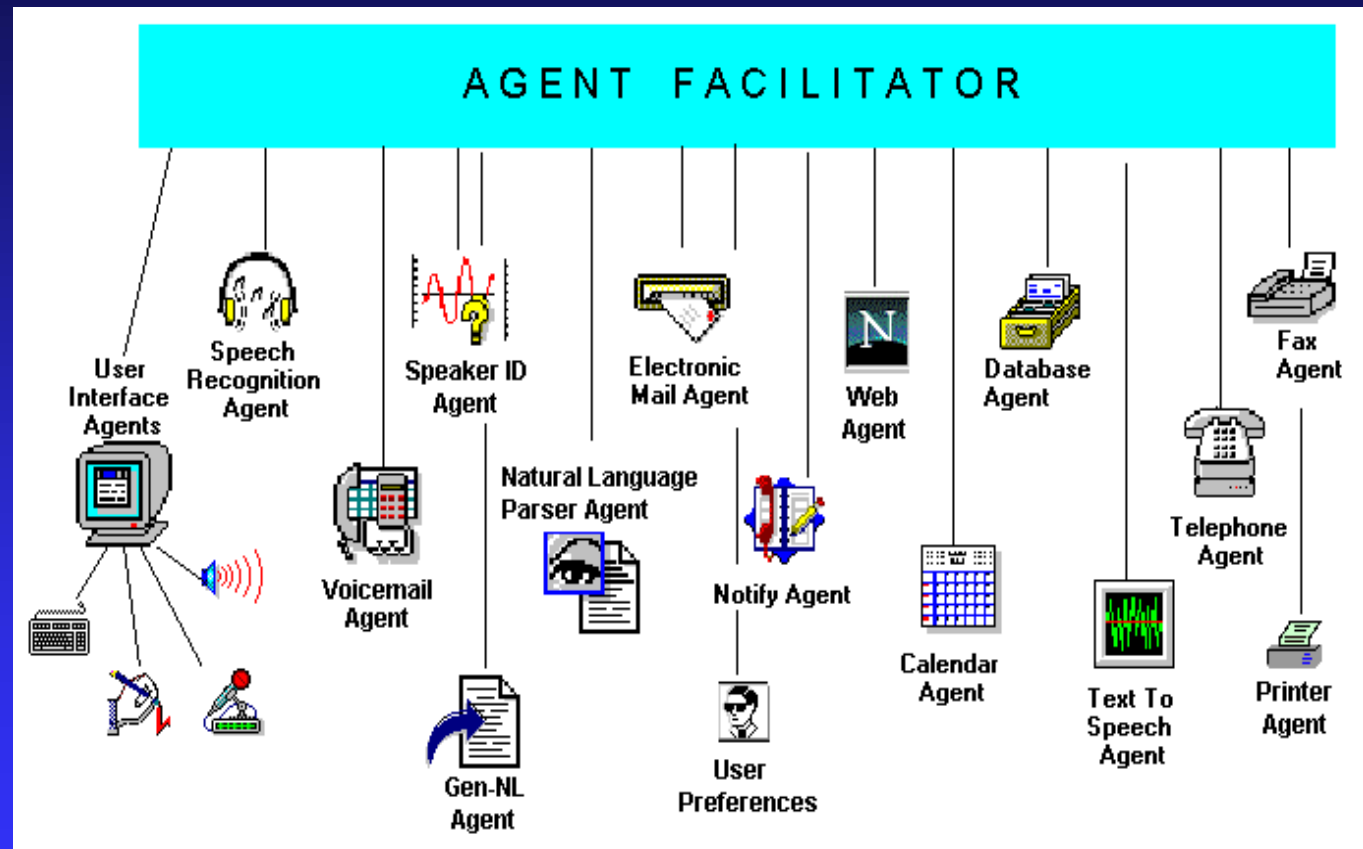 AGENT FACILITATOR
User
Interface
Agents
Speech
Recognition
Agent
Speaker ID
Agent
Electronic
Mail Agent
N
Web
Agent
Database
Agent
Fax
Agent
Voicemail
Agent
Natural Language
Parser Agent
Notify Agent
Calendar
Agent
Telephone
Agent
Gen-NL
Agent
User
Preferences
Text To
Speech
Agent
Printer
Agent